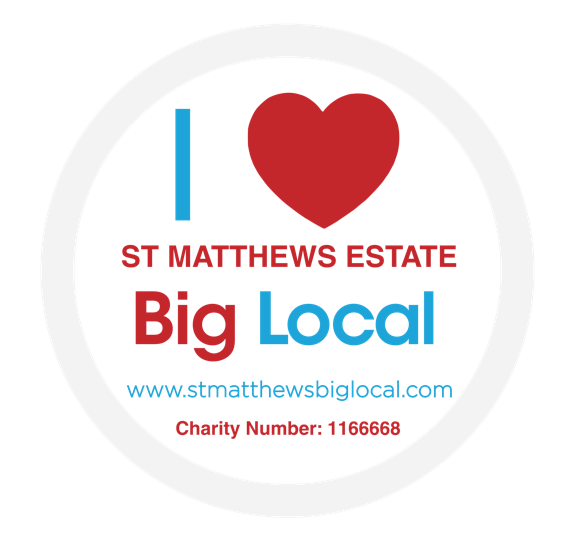 I
ST MATTHEWS ESTATE
Big Local
www.stmatthewsbiglocal.com
Charity Number: 1166668